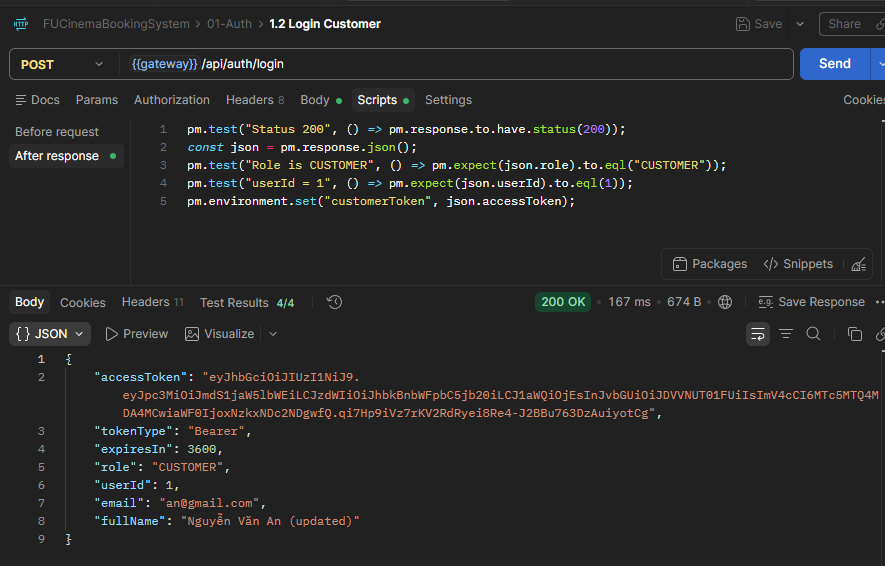 HTTP FUCinemaBookingSystem > 01-Auth > 1.2 Login Customer Save Share
POST {{gateway}} /api/auth/login Send
Docs Params Authorization Headers 8 Body Scripts Settings Cookies
Before request
After response
1 pm.test("Status 200", () => pm.response.to.have.status(200));
2 const json = pm.response.json();
3 pm.test("Role is CUSTOMER", () => pm.expect(json.role).to.eql("CUSTOMER"));
4 pm.test("userId = 1", () => pm.expect(json.userId).to.eql(1));
5 pm.environment.set("customerToken", json.accessToken);
Packages </> Snippets
Body Cookies Headers 11 Test Results 4/4 200 OK • 167 ms • 674 B • e.g. Save Response
{} JSON Preview Visualize
1 {
2 "accessToken": "eyJhbGciOiJIUzI1NiJ9.
eyJpc3MiOiJmdS1jaW5lbWEiLCJzdWIiOiJhbkBnbWFpbC5jb20iLCJ1aWQiOjEsInJvbGUiOiJDVVNUT01FUiIsImV4cCI6MTc5MTQ4M
DA4MCwiaWF0IjoxNzkxNDc2NDgwfQ.qi7Hp9iVz7rKV2RdRyei8Re4-J2BBu763DzAuiyotCg",
3 "tokenType": "Bearer",
4 "expiresIn": 3600,
5 "role": "CUSTOMER",
6 "userId": 1,
7 "email": "an@gmail.com",
8 "fullName": "Nguyễn Văn An (updated)"
9 }